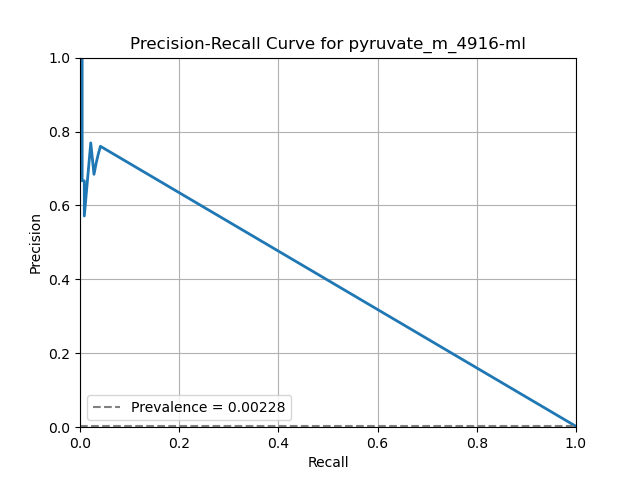 Precision-Recall Curve for pyruvate_m_4916-ml
1.0
0.8
0.6
0.4
0.2
0.0
Precision
Prevalence = 0.00228
0.0 0.2 0.4 0.6 0.8 1.0
Recall